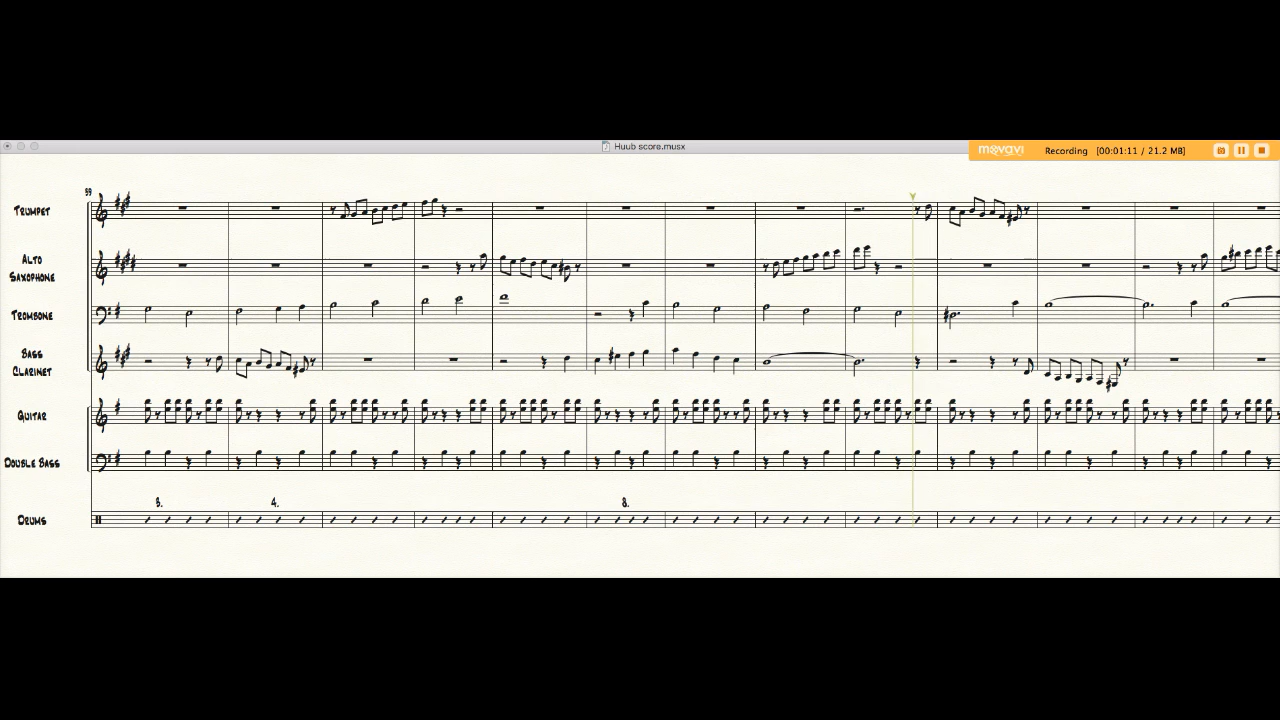 Huub score.musx
movavi
Recording [00:01:11 / 21.2 MB]
59
Trumpet
Alto
Saxophone
Trombone
Bass
Clarinet
Guitar
Double Bass
4.
8.
Drums